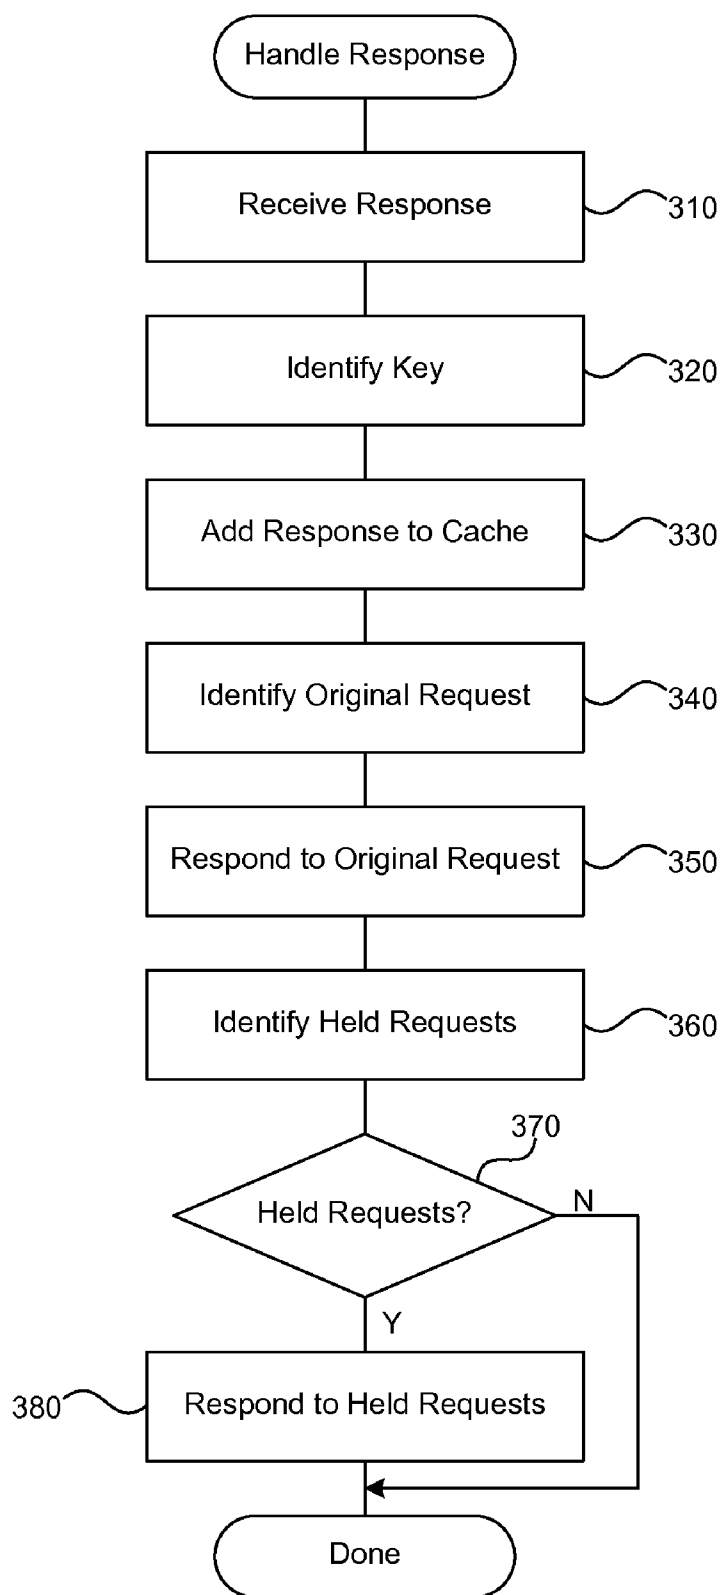 Handle Response
Receive Response
310
Identify Key
320
Add Response to Cache
330
Identify Original Request
340
Respond to Original Request
350
Identify Held Requests
360
370
Held Requests?
N
Y
380
Respond to Held Requests
Done